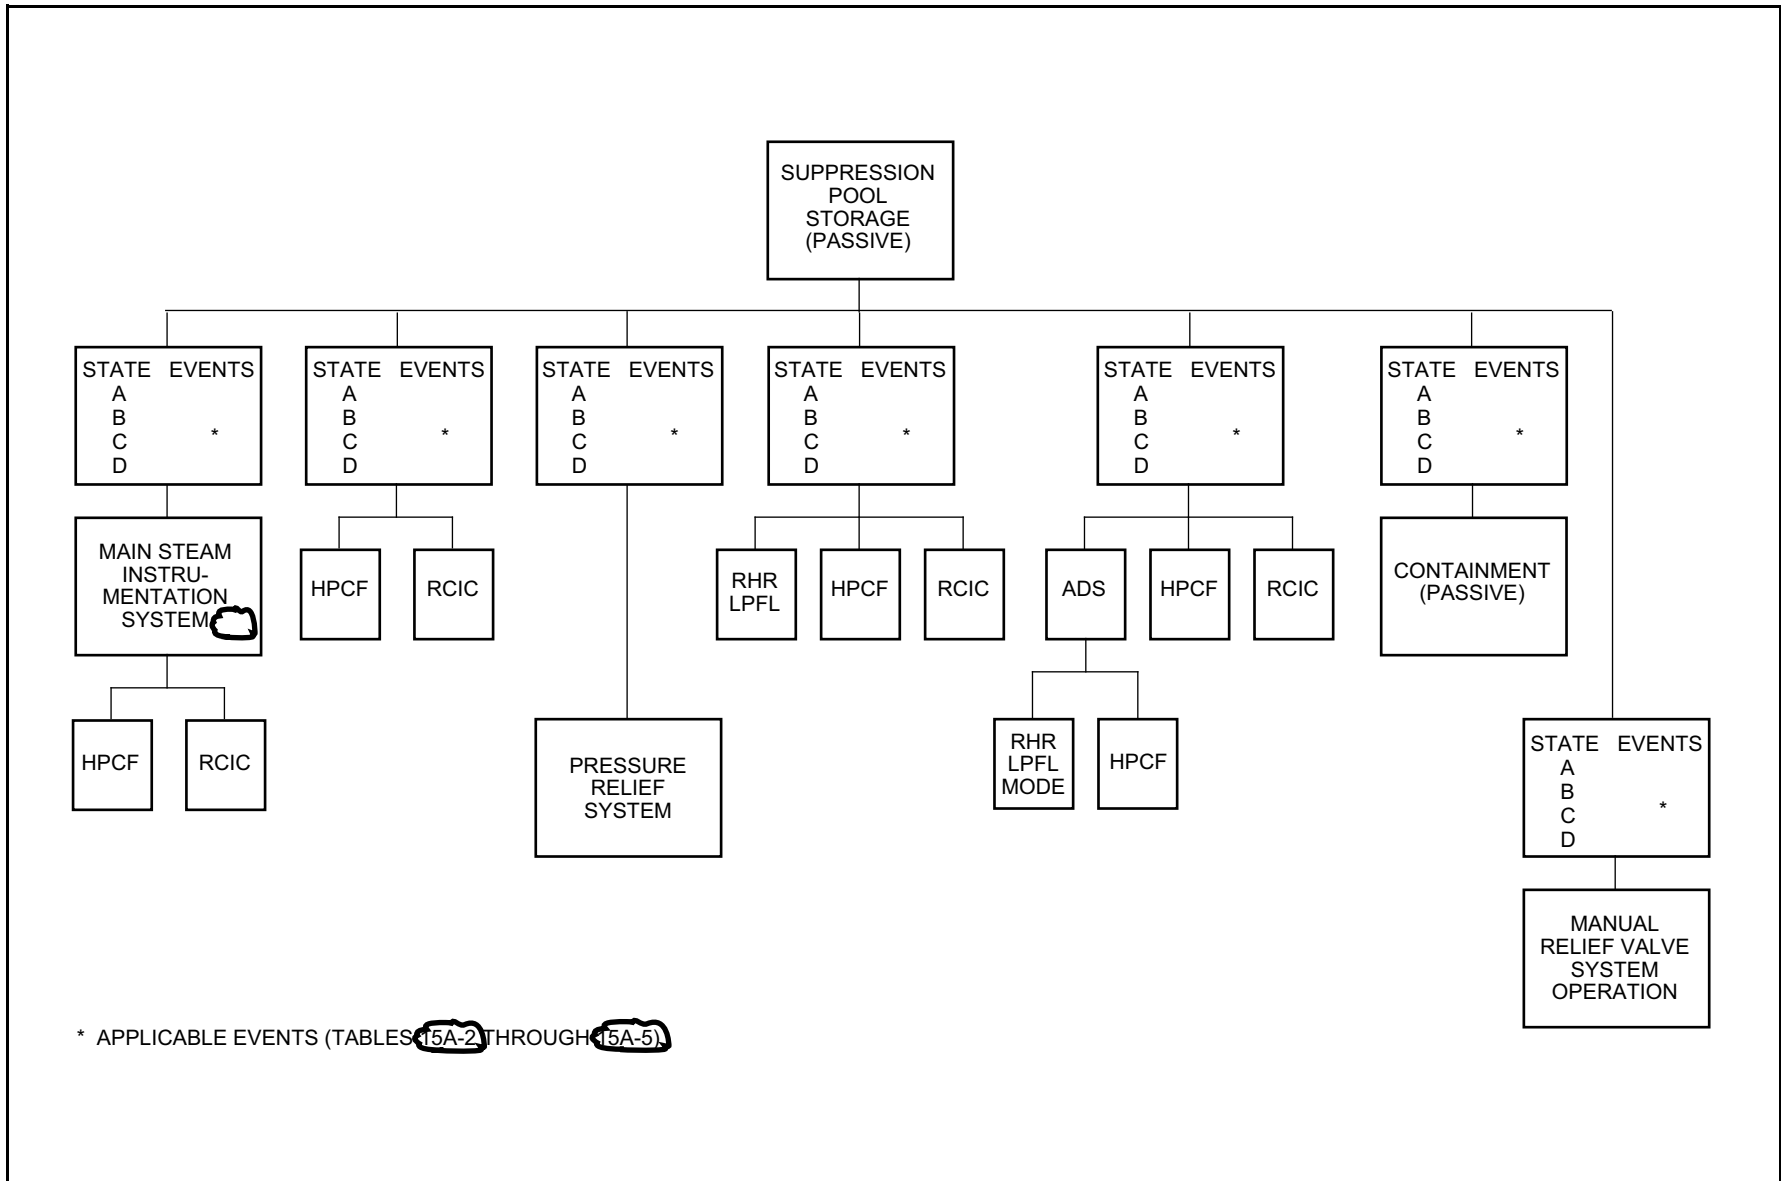 SUPPRESSION
POOL
STORAGE
(PASSIVE)
STATE EVENTS
A
B
C *
D
STATE EVENTS
A
B
C *
D
STATE EVENTS
A
B
C *
D
STATE EVENTS
A
B
C *
D
STATE EVENTS
A
B
C *
D
STATE EVENTS
A
B
C *
D
MAIN STEAM
INSTRU-
MENTATION
SYSTEM
HPCF
RCIC
RHR
LPFL
HPCF
RCIC
ADS
HPCF
RCIC
CONTAINMENT
(PASSIVE)
HPCF
RCIC
PRESSURE
RELIEF
SYSTEM
RHR
LPFL
MODE
HPCF
STATE EVENTS
A
B
C *
D
MANUAL
RELIEF VALVE
SYSTEM
OPERATION
* APPLICABLE EVENTS (TABLES 15A-2 THROUGH 15A-5)